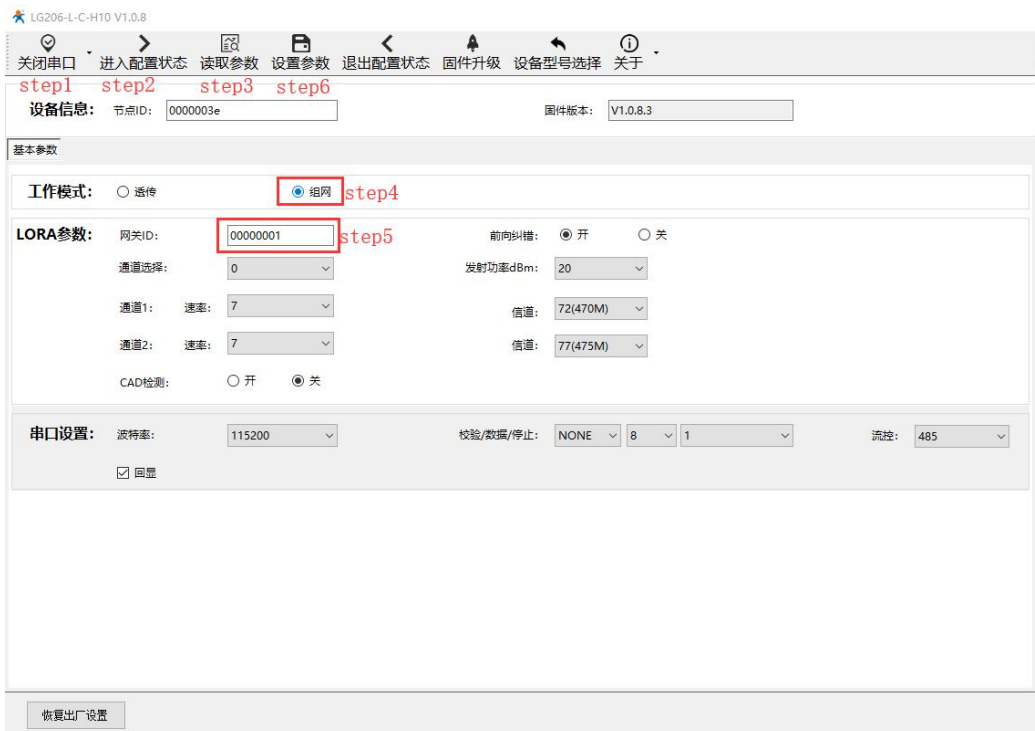 LG206-L-C-H10 V1.0.8
关闭串口 进入配置状态 读取参数 设置参数 退出配置状态 固件升级 设备型号选择 关于
step1 step2 step3 step6
设备信息： 节点ID: 0000003e 固件版本： V1.0.8.3
基本参数
工作模式： 透传 组网 step4
LORA参数： 网关ID: 00000001 step5 前向纠错: 开 关
通道选择: 0 发射功率dBm: 20
通道1: 速率: 7 信道: 72(470M)
通道2: 速率: 7 信道: 77(475M)
CAD检测: 开 关
串口设置： 波特率: 115200 校验/数据/停止: NONE 8 1 流控: 485
回显
恢复出厂设置